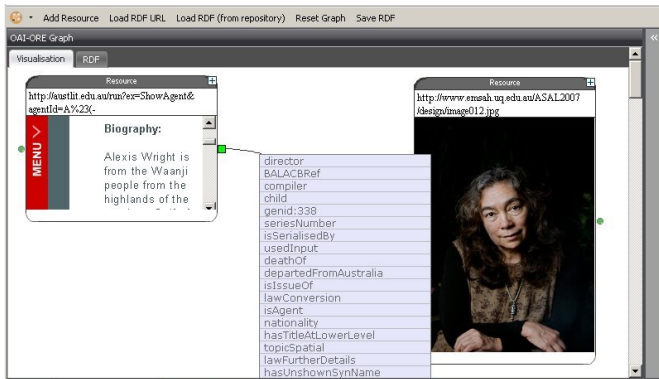 Add Resource Load RDF URL Load RDF (from repository) Reset Graph Save RDF
OAI-ORE Graph
Visualisation RDF
Resource
http://austlit.edu.au/run?ex=ShowAgent&
agentId=A%23(-
MENU >
Biography:
Alexis Wright is
from the Waanji
people from the
highlands of the
director
BALACBRef
compiler
child
genid:338
seriesNumber
isSerialisedBy
usedInput
deathOf
departedFromAustralia
isIssueOf
lawConversion
isAgent
nationality
hasTitleAtLowerLevel
topicSpatial
lawFurtherDetails
hasUnshownSynName
Resource
http://www.emsah.uq.edu.au/ASAL2007
/design/image012.jpg